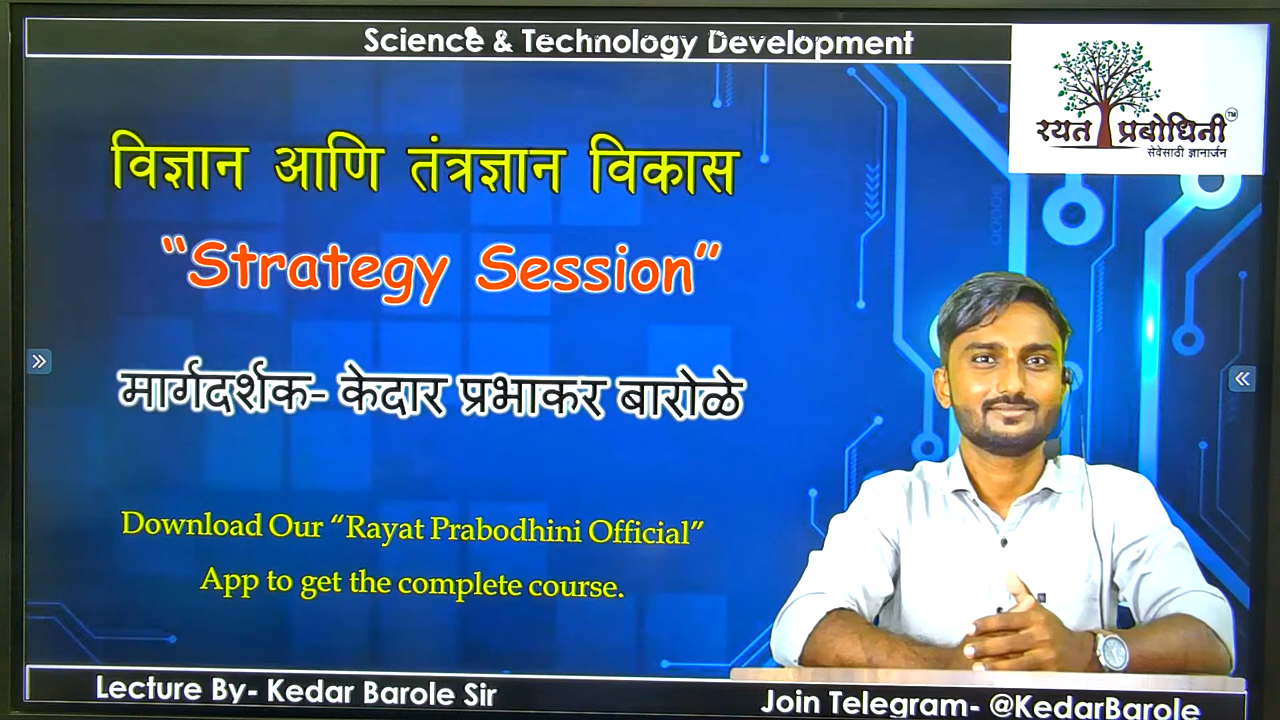 Science & Technology Development
रयत प्रबोधिनी
TM
सेवेसाठी ज्ञानार्जन
विज्ञान आणि तंत्रज्ञान विकास
“Strategy Session”
मार्गदर्शक- केदार प्रभाकर बारोळे
Download Our “Rayat Prabodhini Official”
App to get the complete course.
Lecture By- Kedar Barole Sir
Join Telegram- @KedarBarole